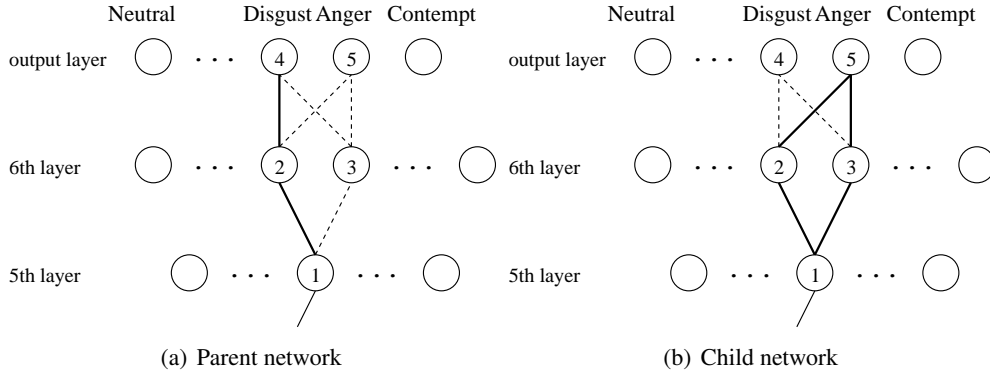 Neutral Disgust Anger Contempt Neutral Disgust Anger Contempt
output layer . . . 4 5 output layer . . . 4 5
6th layer . . . 2 3 . . . 6th layer . . . 2 3 . . .
5th layer . . . 1 . . . 5th layer . . . 1 . . .
(a) Parent network (b) Child network